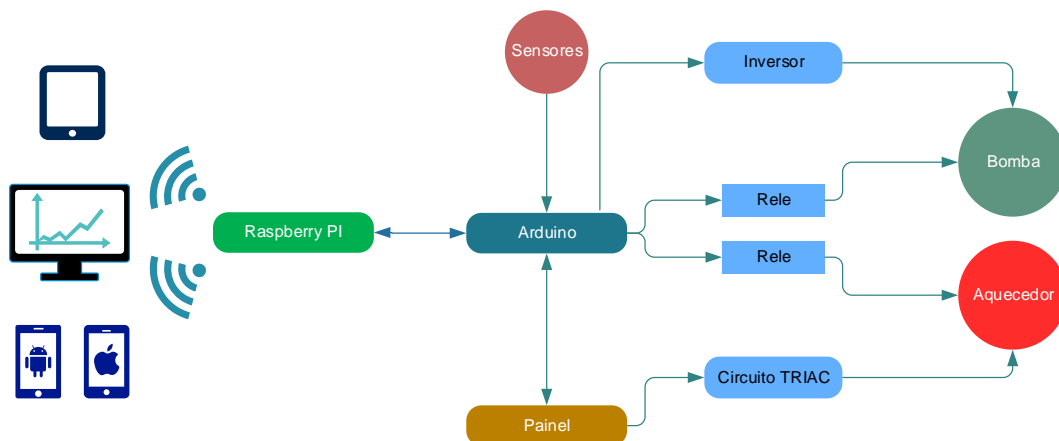 Sensores
Inversor
Bomba
Rele
Raspberry PI
Arduino
Rele
Aquecedor
Circuito TRIAC
Painel